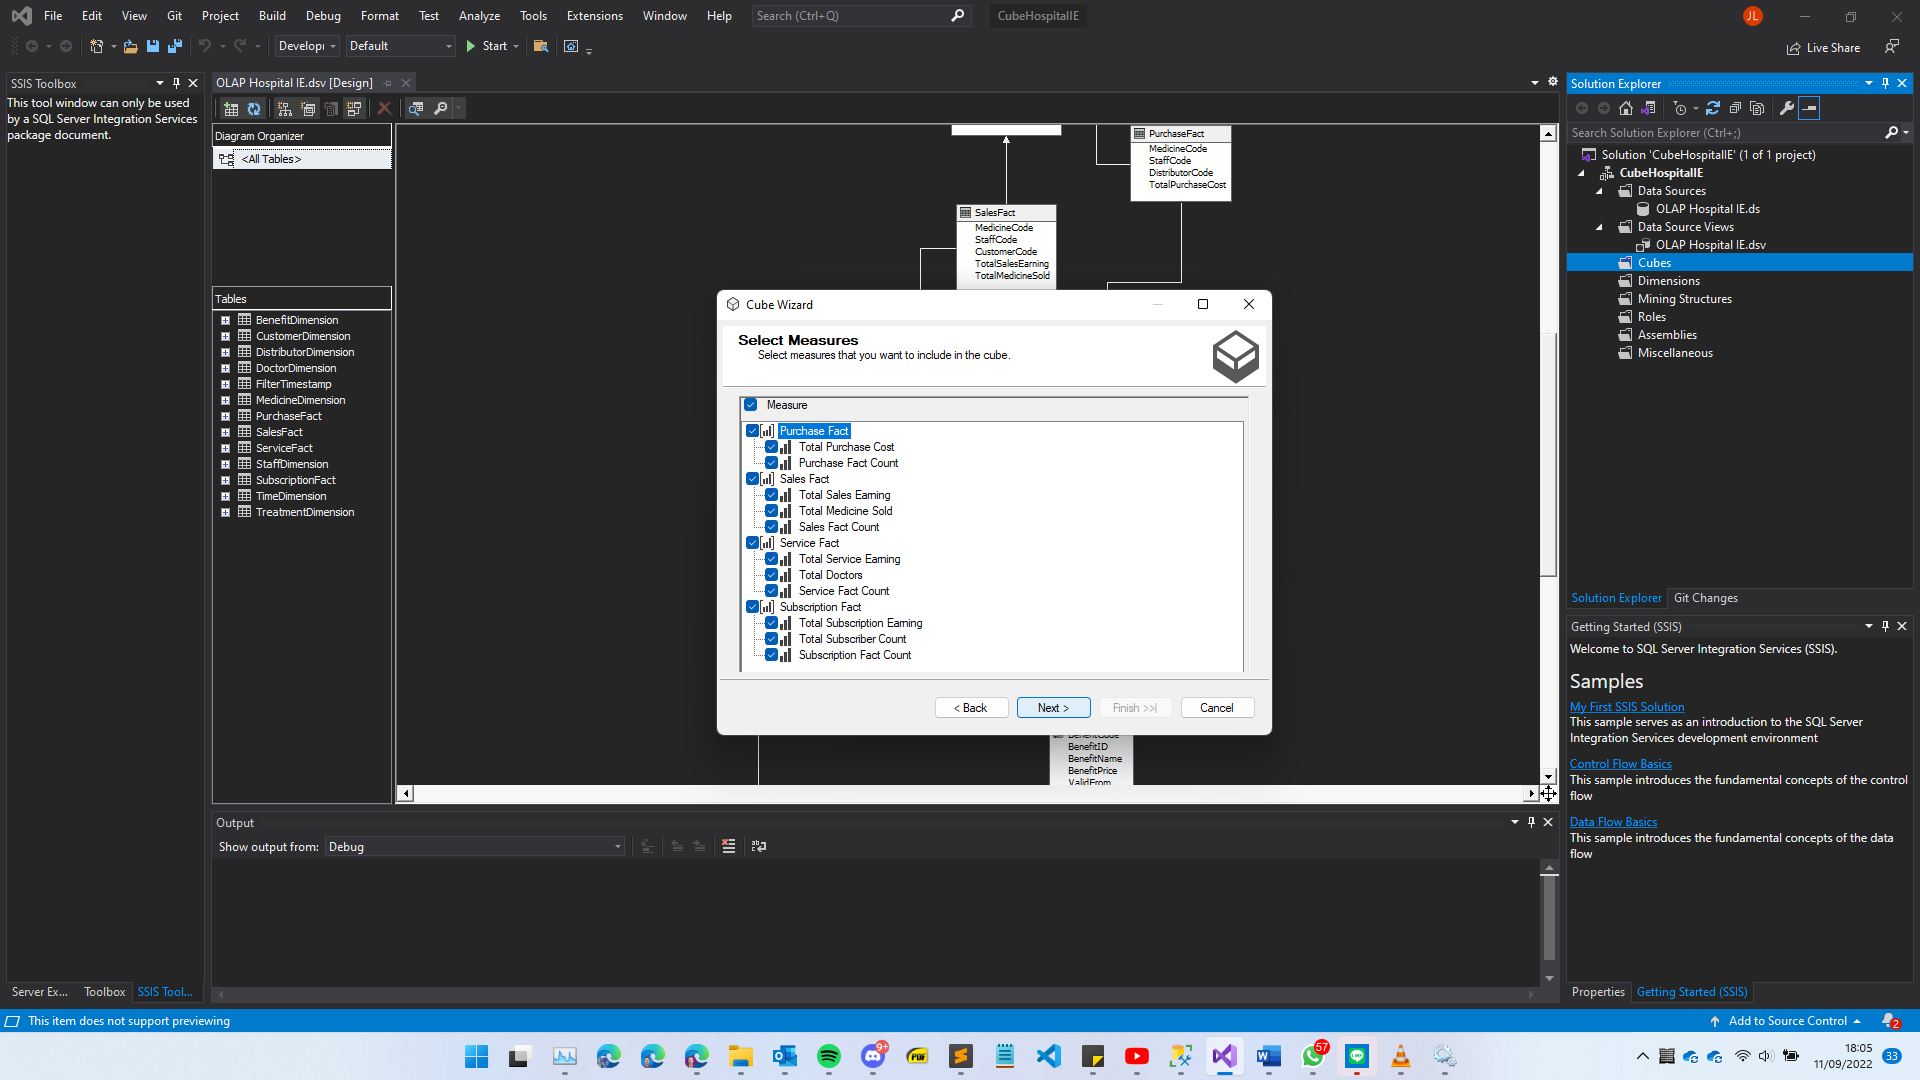 File Edit View Git Project Build Debug Format Test Analyze Tools Extensions Window Help Search (Ctrl+Q) CubeHospitalIE JL
Developı Default Start Live Share
SSIS Toolbox
This tool window can only be used
by a SQL Server Integration Services
package document.
Server Ex... Toolbox SSIS Tool...
OLAP Hospital IE.dsv [Design]
Diagram Organizer
<All Tables>
Tables
BenefitDimension
CustomerDimension
DistributorDimension
DoctorDimension
FilterTimestamp
MedicineDimension
PurchaseFact
SalesFact
ServiceFact
StaffDimension
SubscriptionFact
TimeDimension
TreatmentDimension
PurchaseFact
MedicineCode
StaffCode
DistributorCode
TotalPurchaseCost
SalesFact
MedicineCode
StaffCode
CustomerCode
TotalSalesEarning
TotalMedicineSold
Cube Wizard
Select Measures
Select measures that you want to include in the cube.
Measure
Purchase Fact
Total Purchase Cost
Purchase Fact Count
Sales Fact
Total Sales Earning
Total Medicine Sold
Sales Fact Count
Service Fact
Total Service Earning
Total Doctors
Service Fact Count
Subscription Fact
Total Subscription Earning
Total Subscriber Count
Subscription Fact Count
< Back Next > Finish >>| Cancel
BenefitCode
BenefitID
BenefitName
BenefitPrice
ValidFrom
Output
Show output from: Debug
Solution Explorer
Search Solution Explorer (Ctrl+;)
Solution 'CubeHospitalIE' (1 of 1 project)
CubeHospitalIE
Data Sources
OLAP Hospital IE.ds
Data Source Views
OLAP Hospital IE.dsv
Cubes
Dimensions
Mining Structures
Roles
Assemblies
Miscellaneous
Solution Explorer Git Changes
Getting Started (SSIS)
Welcome to SQL Server Integration Services (SSIS).
Samples
My First SSIS Solution
This sample serves as an introduction to the SQL Server
Integration Services development environment
Control Flow Basics
This sample introduces the fundamental concepts of the control
flow
Data Flow Basics
This sample introduces the fundamental concepts of the data
flow
Properties Getting Started (SSIS)
This item does not support previewing Add to Source Control 2
9+ PDF 57 18:05
11/09/2022 33